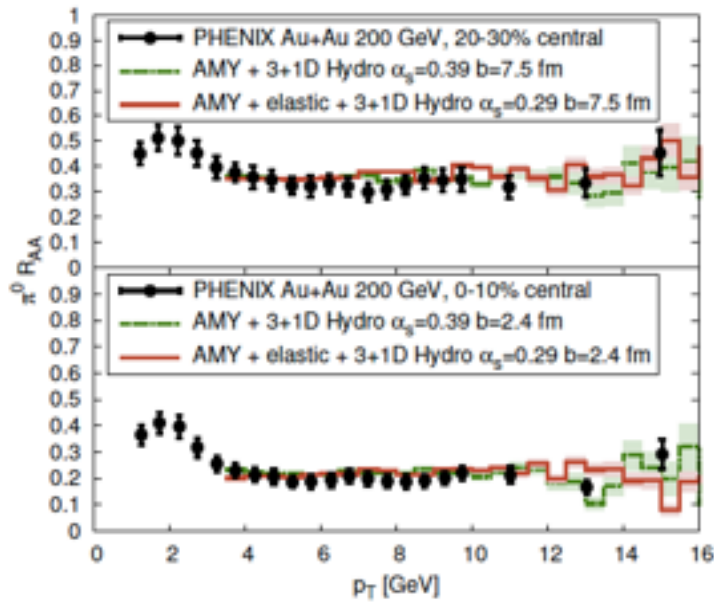 1
0.9
0.8
0.7
0.6
0.5
0.4
0.3
0.2
0.1
0
PHENIX Au+Au 200 GeV, 20-30% central
AMY + 3+1D Hydro αs=0.39 b=7.5 fm
AMY + elastic + 3+1D Hydro αs=0.29 b=7.5 fm
π0 RAA
0.9
0.8
0.7
0.6
0.5
0.4
0.3
0.2
0.1
0
PHENIX Au+Au 200 GeV, 0-10% central
AMY + 3+1D Hydro αs=0.39 b=2.4 fm
AMY + elastic + 3+1D Hydro αs=0.29 b=2.4 fm
0 2 4 6 8 10 12 14 16
pT [GeV]